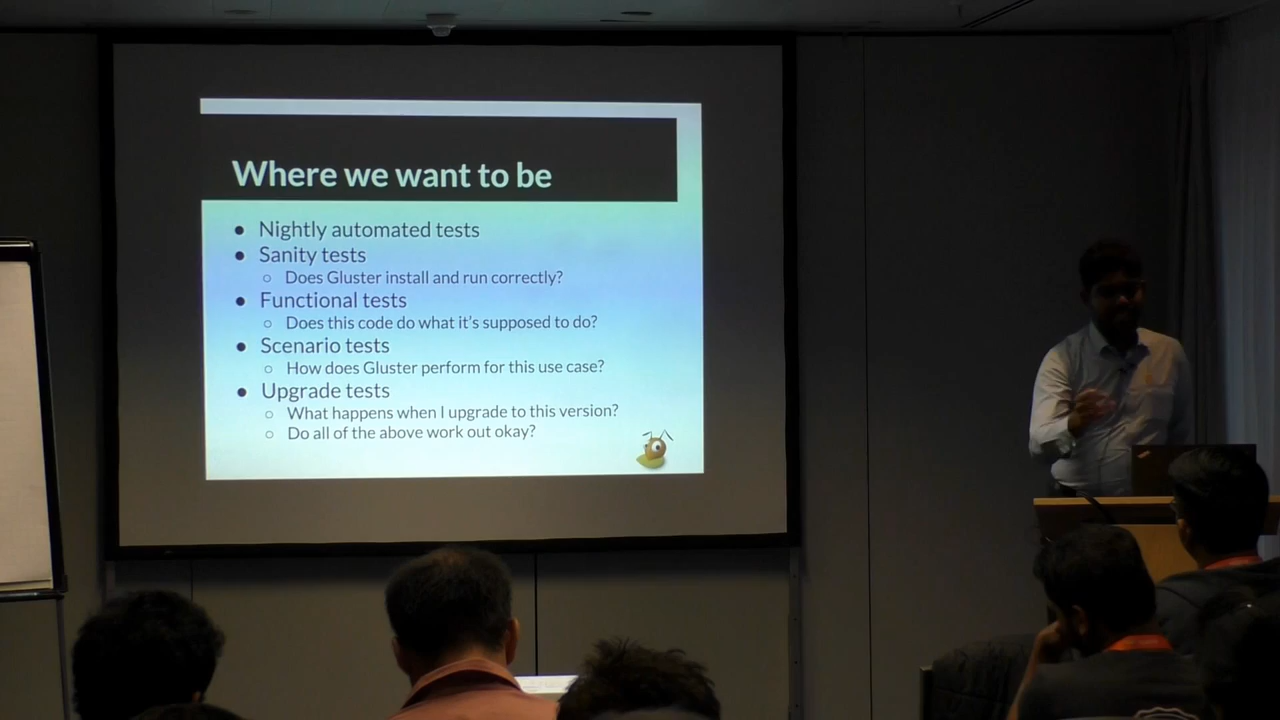 Where we want to be
● Nightly automated tests
● Sanity tests
○ Does Gluster install and run correctly?
● Functional tests
○ Does this code do what it's supposed to do?
● Scenario tests
○ How does Gluster perform for this use case?
● Upgrade tests
○ What happens when I upgrade to this version?
○ Do all of the above work out okay?